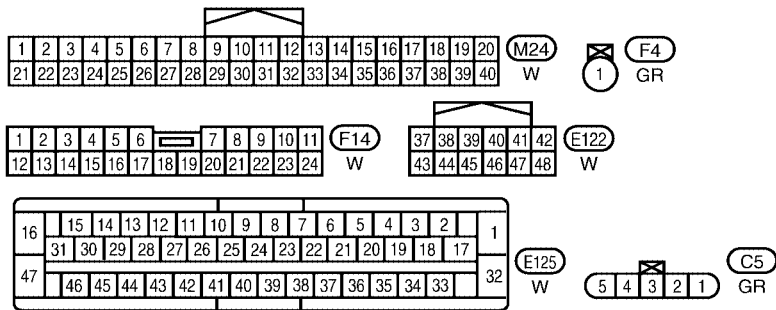 1 2 3 4 5 6 7 8 9 10 11 12 13 14 15 16 17 18 19 20 M24
21 22 23 24 25 26 27 28 29 30 31 32 33 34 35 36 37 38 39 40 W
1 F4
GR
1 2 3 4 5 6 7 8 9 10 11 F14
12 13 14 15 16 17 18 19 20 21 22 23 24 W
37 38 39 40 41 42 E122
43 44 45 46 47 48 W
16 15 14 13 12 11 10 9 8 7 6 5 4 3 2 1
31 30 29 28 27 26 25 24 23 22 21 20 19 18 17
47 46 45 44 43 42 41 40 39 38 37 36 35 34 33 32
E125
W
5 4 3 2 1 C5
GR